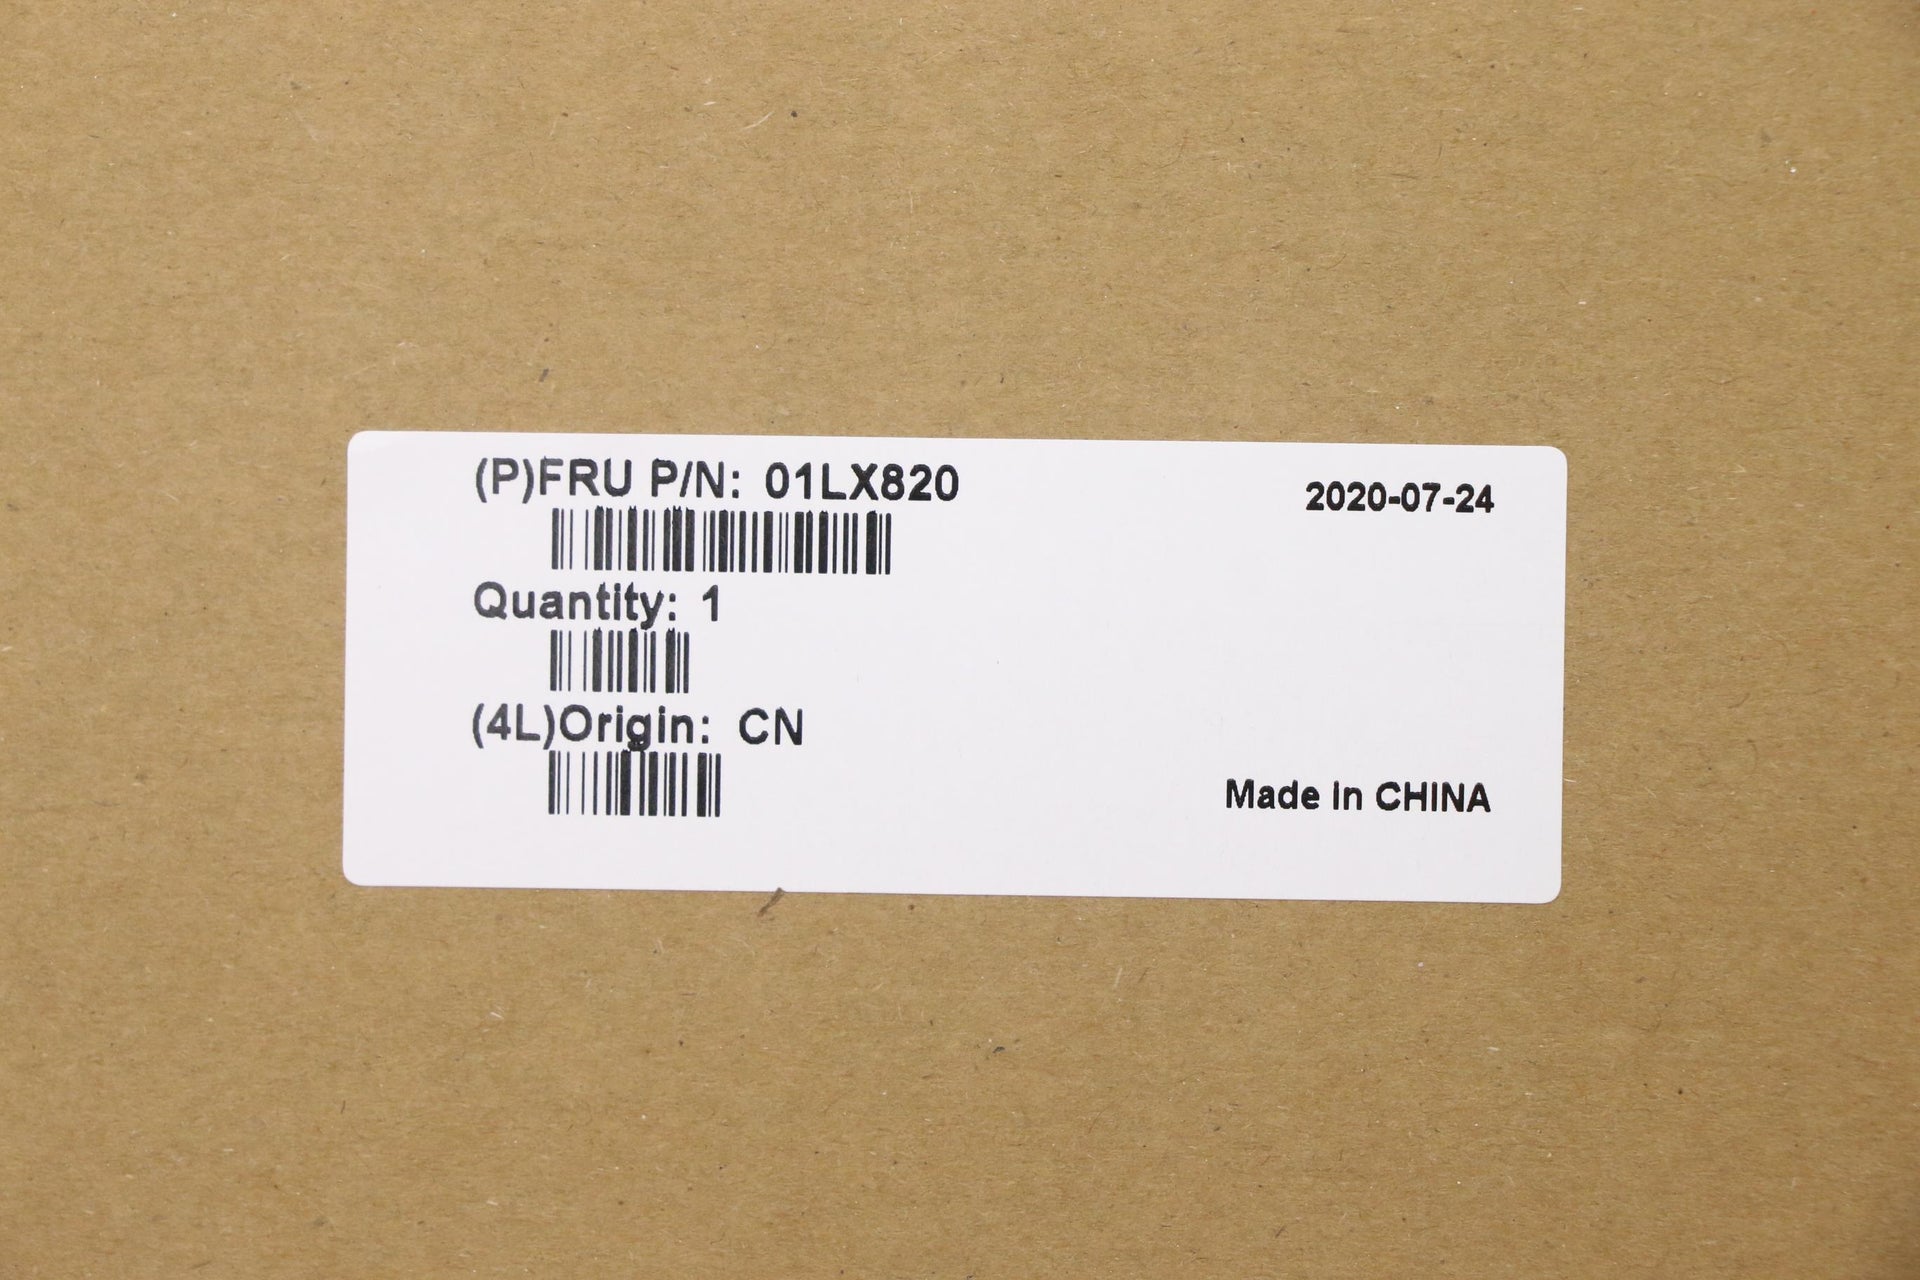 (P)FRU P/N: 01LX820
2020-07-24
Quantity: 1
(4L)Origin: CN
Made in CHINA